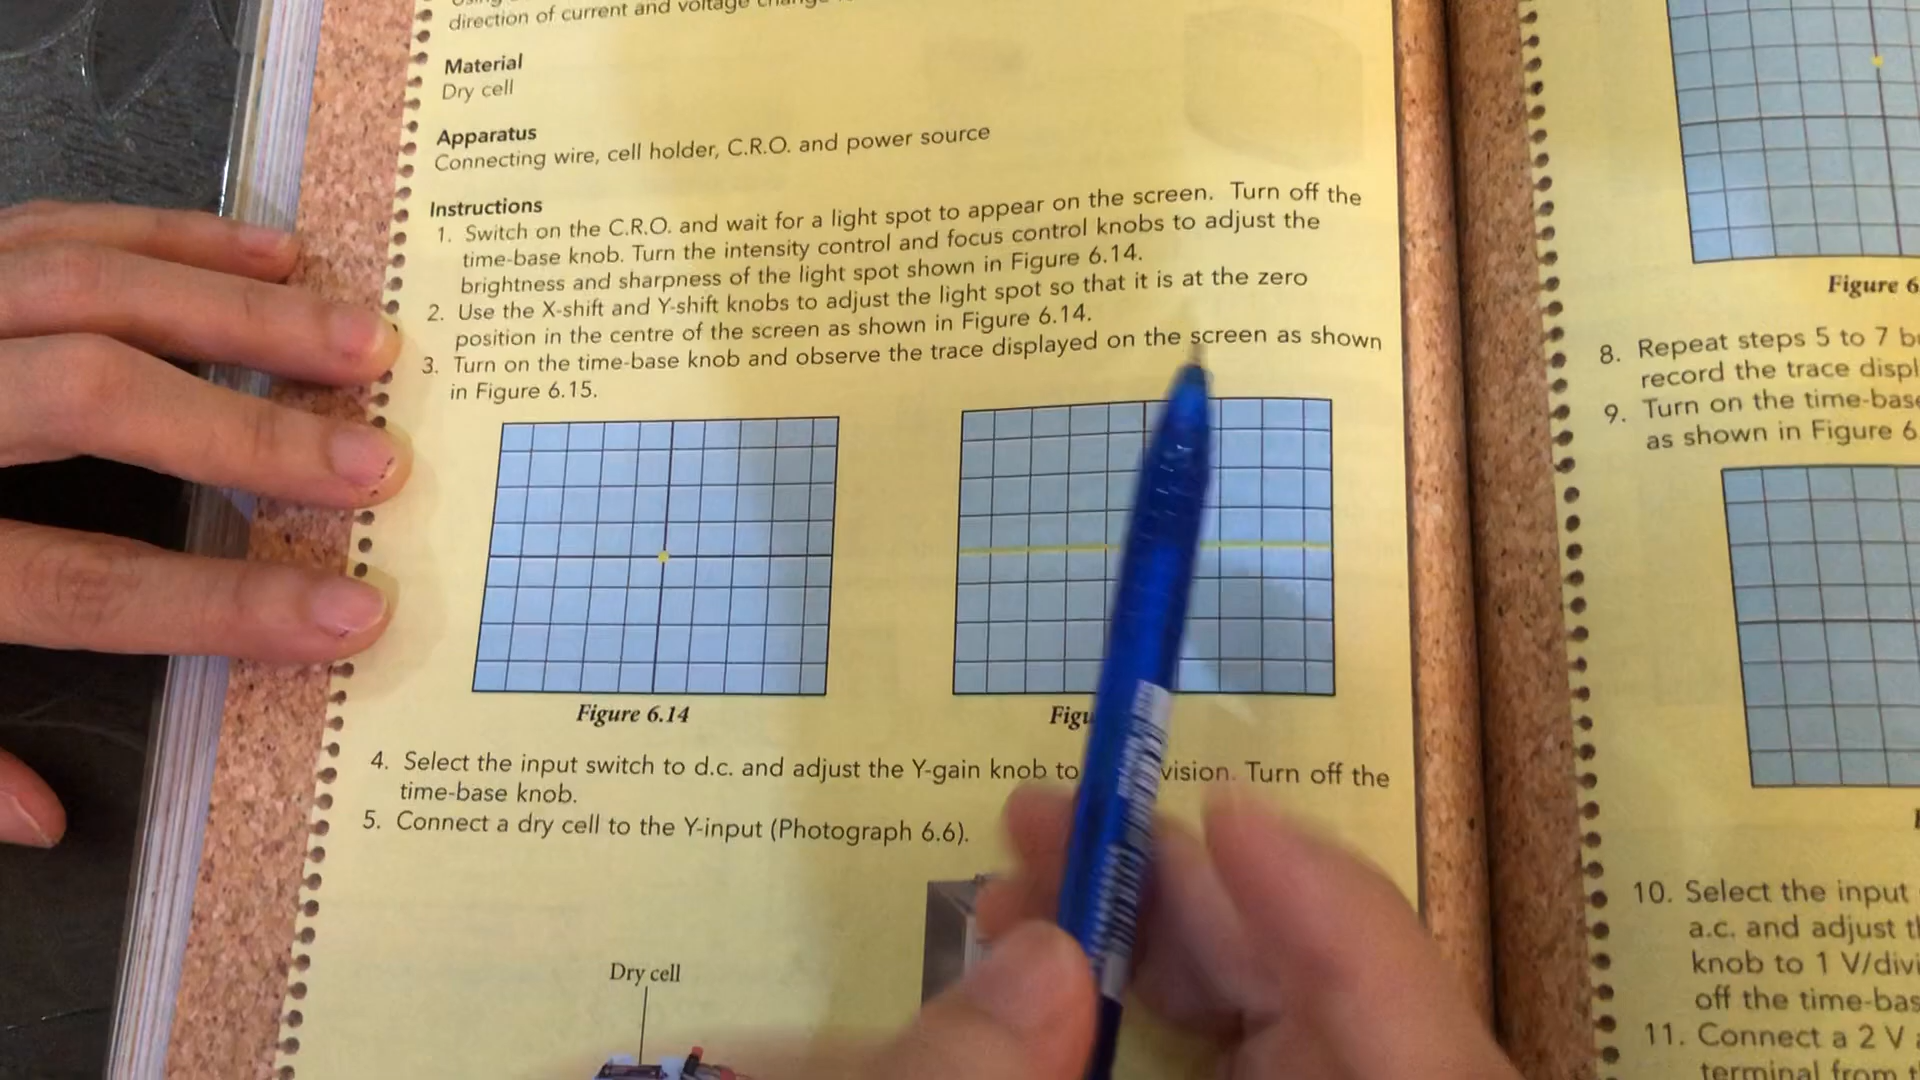 direction of current and voltage
Material
Dry cell
Apparatus
Connecting wire, cell holder, C.R.O. and power source
Instructions
1. Switch on the C.R.O. and wait for a light spot to appear on the screen. Turn off the
time-base knob. Turn the intensity control and focus control knobs to adjust the
brightness and sharpness of the light spot shown in Figure 6.14.
2. Use the X-shift and Y-shift knobs to adjust the light spot so that it is at the zero
position in the centre of the screen as shown in Figure 6.14.
3. Turn on the time-base knob and observe the trace displayed on the screen as shown
in Figure 6.15.
Figure 6.14
4. Select the input switch to d.c. and adjust the Y-gain knob to
Turn off the
time-base knob.
5. Connect a dry cell to the Y-input (Photograph 6.6).
Dry cell
Figure 6
8. Repeat steps 5 to 7
record the trace
9. Turn on the time-base
as shown in Figure 6
10. Select the input
a.c. and adjust
knob to 1
off the
11. Connect a 2 V
terminal from